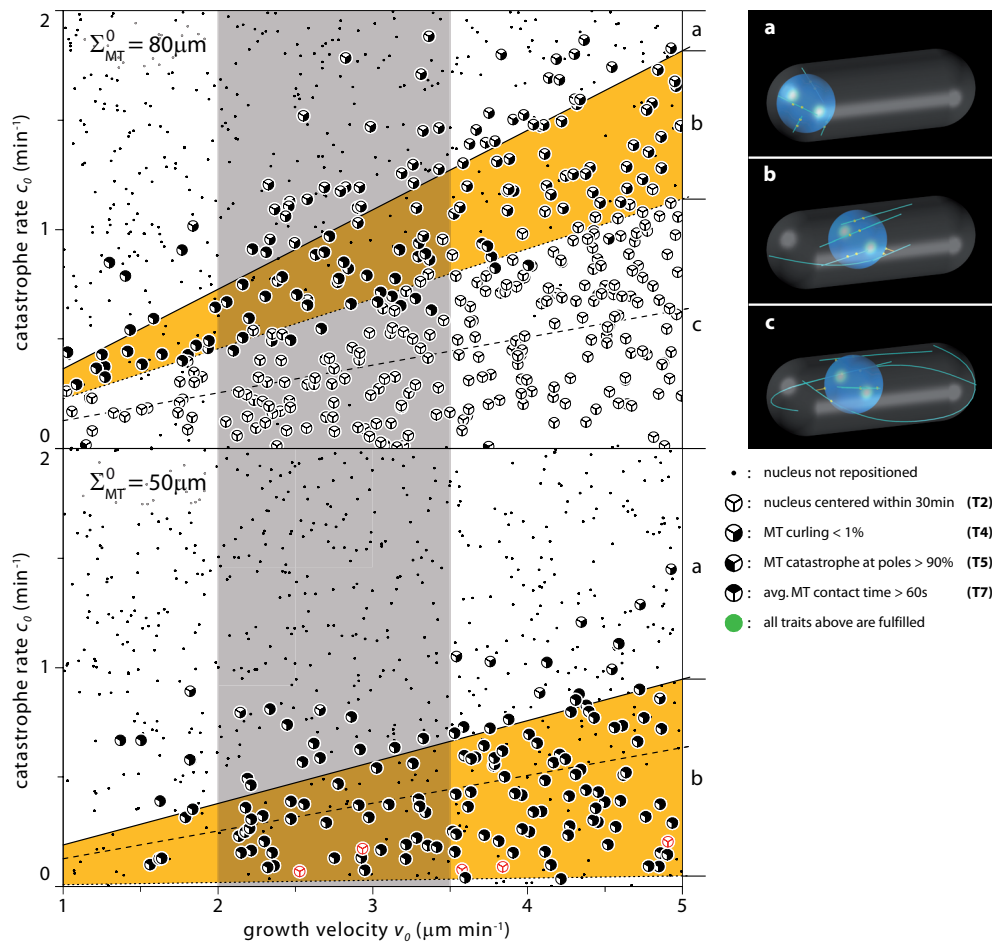 Σ⁰MT = 80μm
2
1
0
catastrophe rate c₀ (min⁻¹)
a
b
c
Σ⁰MT = 50μm
2
1
0
catastrophe rate c₀ (min⁻¹)
a
b
1 2 3 4 5
growth velocity v₀ (μm min⁻¹)
a
b
c
: nucleus not repositioned
: nucleus centered within 30min (T2)
: MT curling < 1% (T4)
: MT catastrophe at poles > 90% (T5)
: avg. MT contact time > 60s (T7)
: all traits above are fulfilled